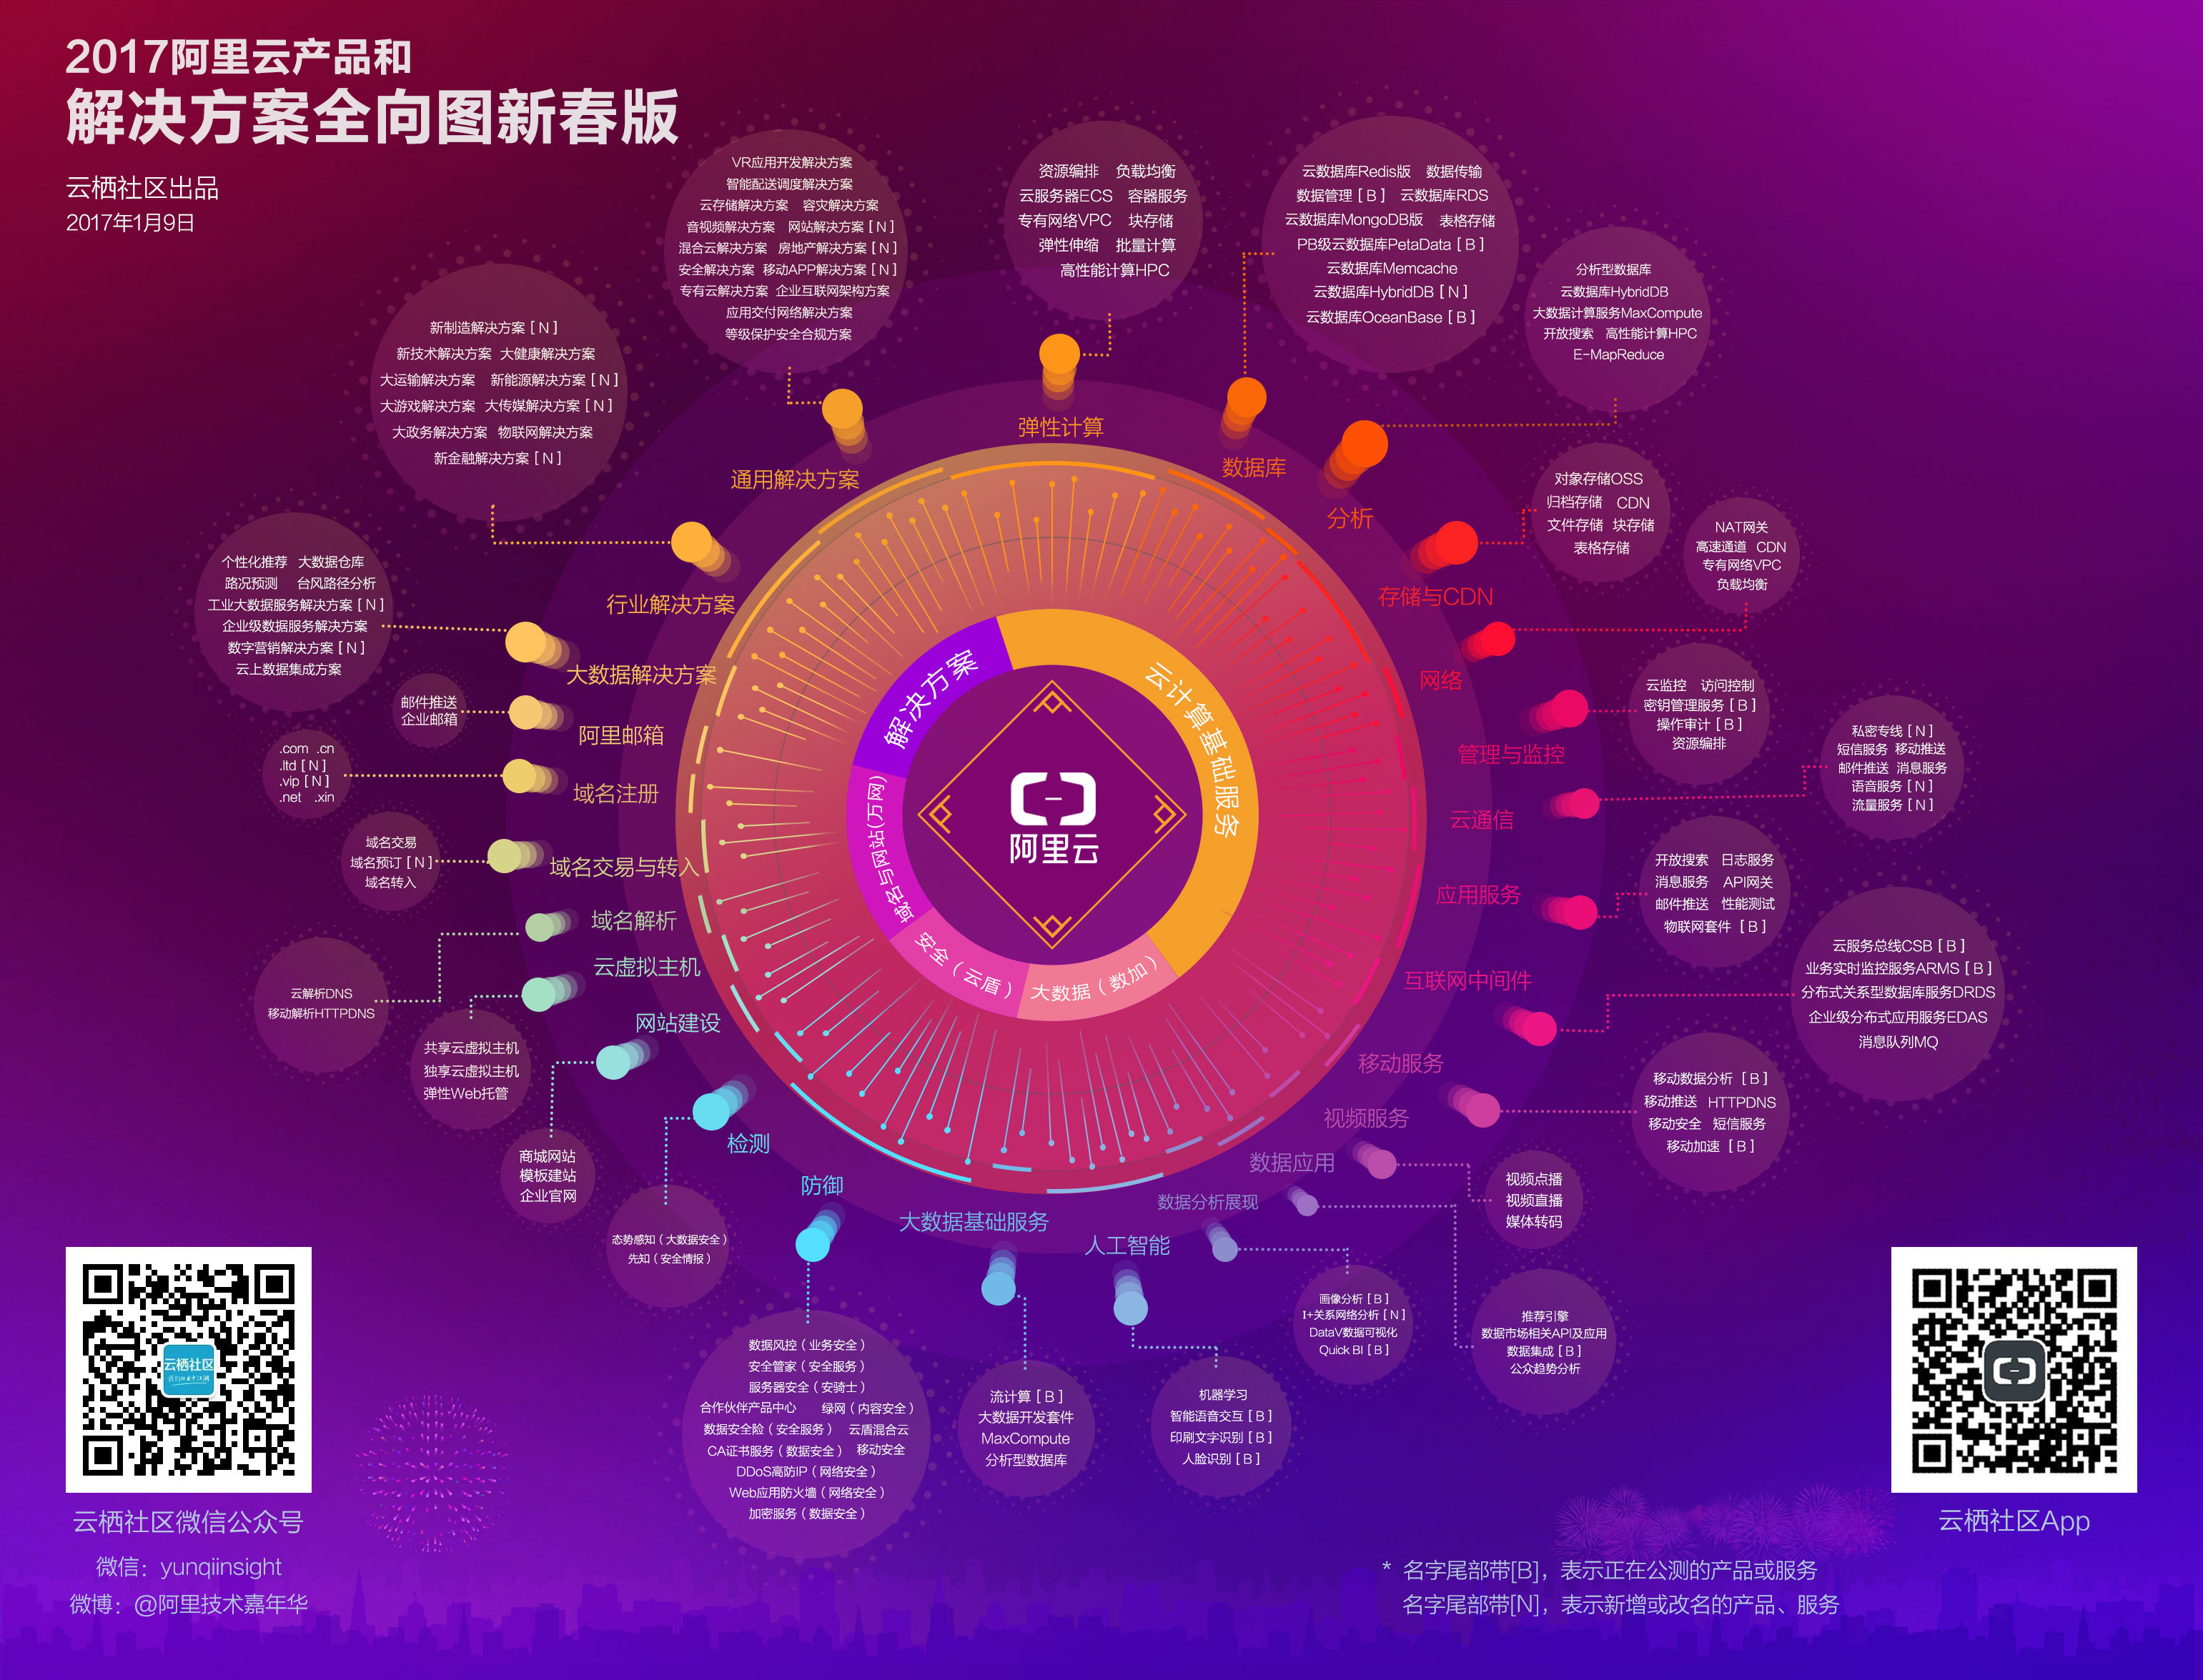 2017阿里云产品和
解决方案全向图新春版
云栖社区出品
2017年1月9日
VR应用开发解决方案
智能配送调度解决方案
云存储解决方案 容灾解决方案
音视频解决方案 网站解决方案 [ N ]
混合云解决方案 房地产解决方案 [ N ]
安全解决方案 移动APP解决方案 [ N ]
专有云解决方案 企业互联网架构方案
应用交付网络解决方案
等级保护安全合规方案
通用解决方案
资源编排 负载均衡
云服务器ECS 容器服务
专有网络VPC 块存储
弹性伸缩 批量计算
高性能计算HPC
弹性计算
云数据库Redis版 数据传输
数据管理 [ B ] 云数据库RDS
云数据库MongoDB版 表格存储
PB级云数据库PetaData [ B ]
云数据库Memcache
云数据库HybridDB [ N ]
云数据库OceanBase [ B ]
数据库
分析型数据库
云数据库HybridDB
大数据计算服务MaxCompute
开放搜索 高性能计算HPC
E-MapReduce
分析
对象存储OSS
归档存储 CDN
文件存储 块存储
表格存储
存储与CDN
NAT网关
高速通道 CDN
专有网络VPC
负载均衡
网络
云监控 访问控制
密钥管理服务 [ B ]
操作审计 [ B ]
资源编排
管理与监控
私密专线 [ N ]
短信服务 移动推送
邮件推送 消息服务
语音服务 [ N ]
流量服务 [ N ]
云通信
开放搜索 日志服务
消息服务 API网关
邮件推送 性能测试
物联网套件 [ B ]
应用服务
云服务总线CSB [ B ]
业务实时监控服务ARMS [ B ]
分布式关系型数据库服务DRDS
企业级分布式应用服务EDAS
消息队列MQ
互联网中间件
移动数据分析 [ B ]
移动推送 HTTPDNS
移动安全 短信服务
移动加速 [ B ]
移动服务
视频点播
视频直播
媒体转码
视频服务
推荐引擎
数据市场相关API及应用
数据集成 [ B ]
公众趋势分析
数据应用
画像分析 [ B ]
I+关系网络分析 [ N ]
DataV数据可视化
Quick BI [ B ]
数据分析展现
机器学习
智能语音交互 [ B ]
印刷文字识别 [ B ]
人脸识别 [ B ]
人工智能
流计算 [ B ]
大数据开发套件
MaxCompute
分析型数据库
大数据基础服务
数据风控（业务安全）
安全管家（安全服务）
服务器安全（安骑士）
合作伙伴产品中心 绿网（内容安全）
数据安全险（安全服务） 云盾混合云
CA证书服务（数据安全） 移动安全
DDoS高防IP（网络安全）
Web应用防火墙（网络安全）
加密服务（数据安全）
防御
态势感知（大数据安全）
先知（安全情报）
检测
商城网站
模板建站
企业官网
网站建设
共享云虚拟主机
独享云虚拟主机
弹性Web托管
云虚拟主机
云解析DNS
移动解析HTTPDNS
域名解析
域名交易
域名预订 [ N ]
域名转入
域名交易与转入
.com .cn
.ltd [ N ]
.vip [ N ]
.net .xin
域名注册
邮件推送
企业邮箱
阿里邮箱
个性化推荐 大数据仓库
路况预测 台风路径分析
工业大数据服务解决方案 [ N ]
企业级数据服务解决方案
数字营销解决方案 [ N ]
云上数据集成方案
大数据解决方案
新制造解决方案 [ N ]
新技术解决方案 大健康解决方案
大运输解决方案 新能源解决方案 [ N ]
大游戏解决方案 大传媒解决方案 [ N ]
大政务解决方案 物联网解决方案
新金融解决方案 [ N ]
行业解决方案
解决方案
云计算基础服务
大数据（数加）
安全（云盾）
域名与网站(万网)
阿里云
云栖社区
云栖社区微信公众号
微信：yunqiinsight
微博：@阿里技术嘉年华
云栖社区App
* 名字尾部带[B]，表示正在公测的产品或服务
名字尾部带[N]，表示新增或改名的产品、服务